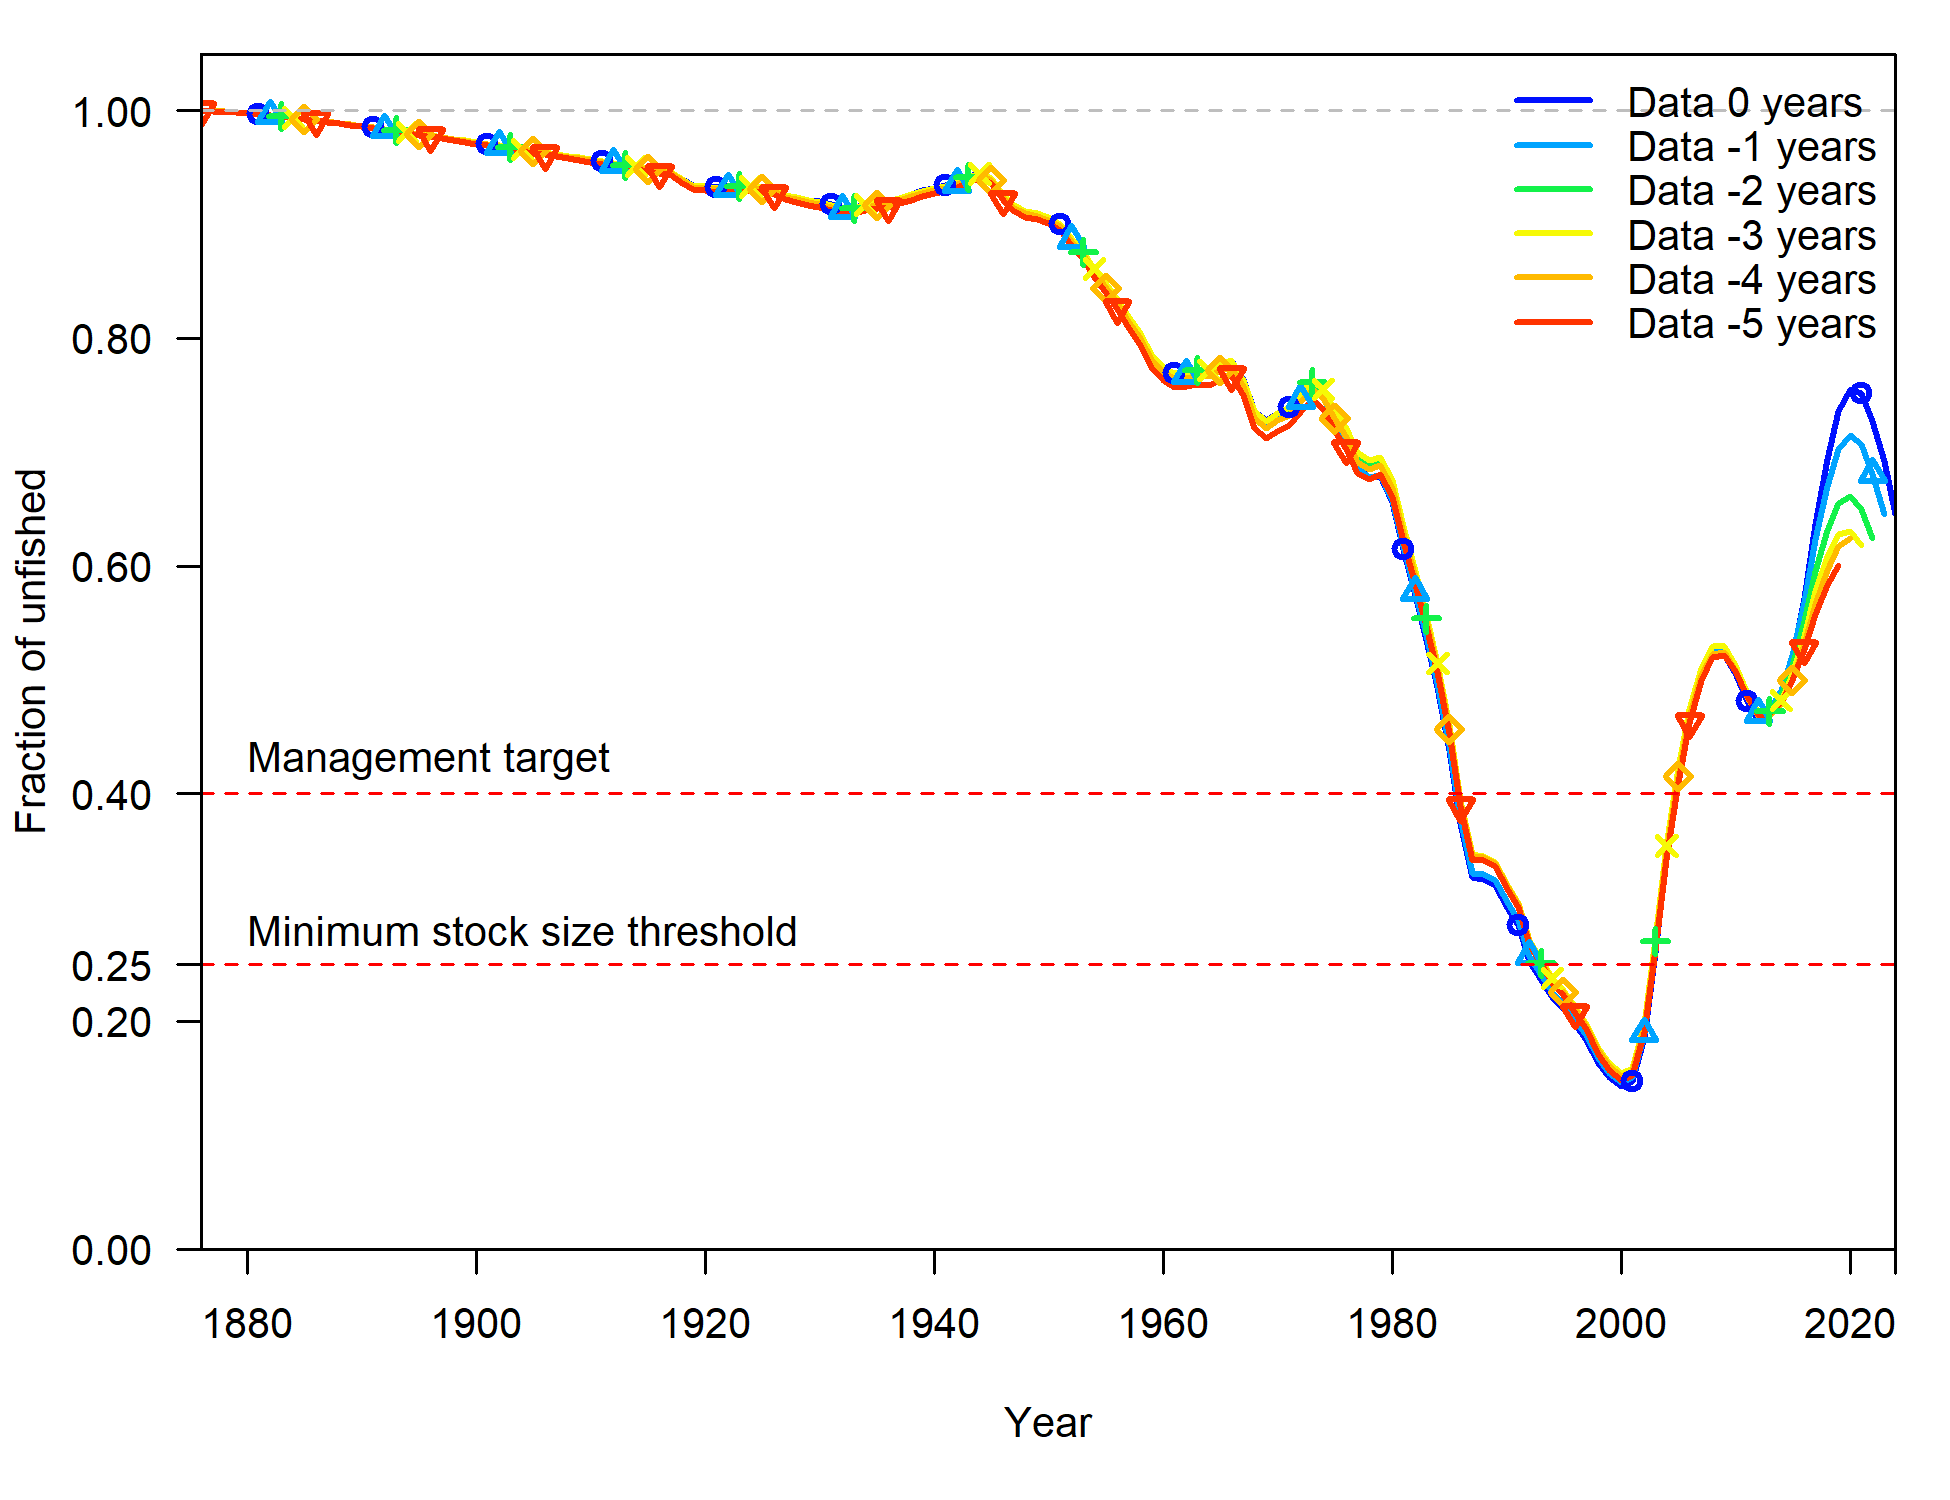 1.00
0.80
0.60
0.40
0.25
0.20
0.00
Fraction of unfished
Data 0 years
Data -1 years
Data -2 years
Data -3 years
Data -4 years
Data -5 years
Management target
Minimum stock size threshold
1880 1900 1920 1940 1960 1980 2000 2020
Year